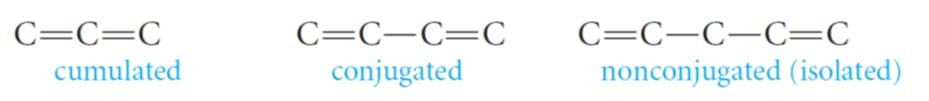 C=C=C C=C—C=C C=C—C—C=C
cumulated conjugated nonconjugated (isolated)